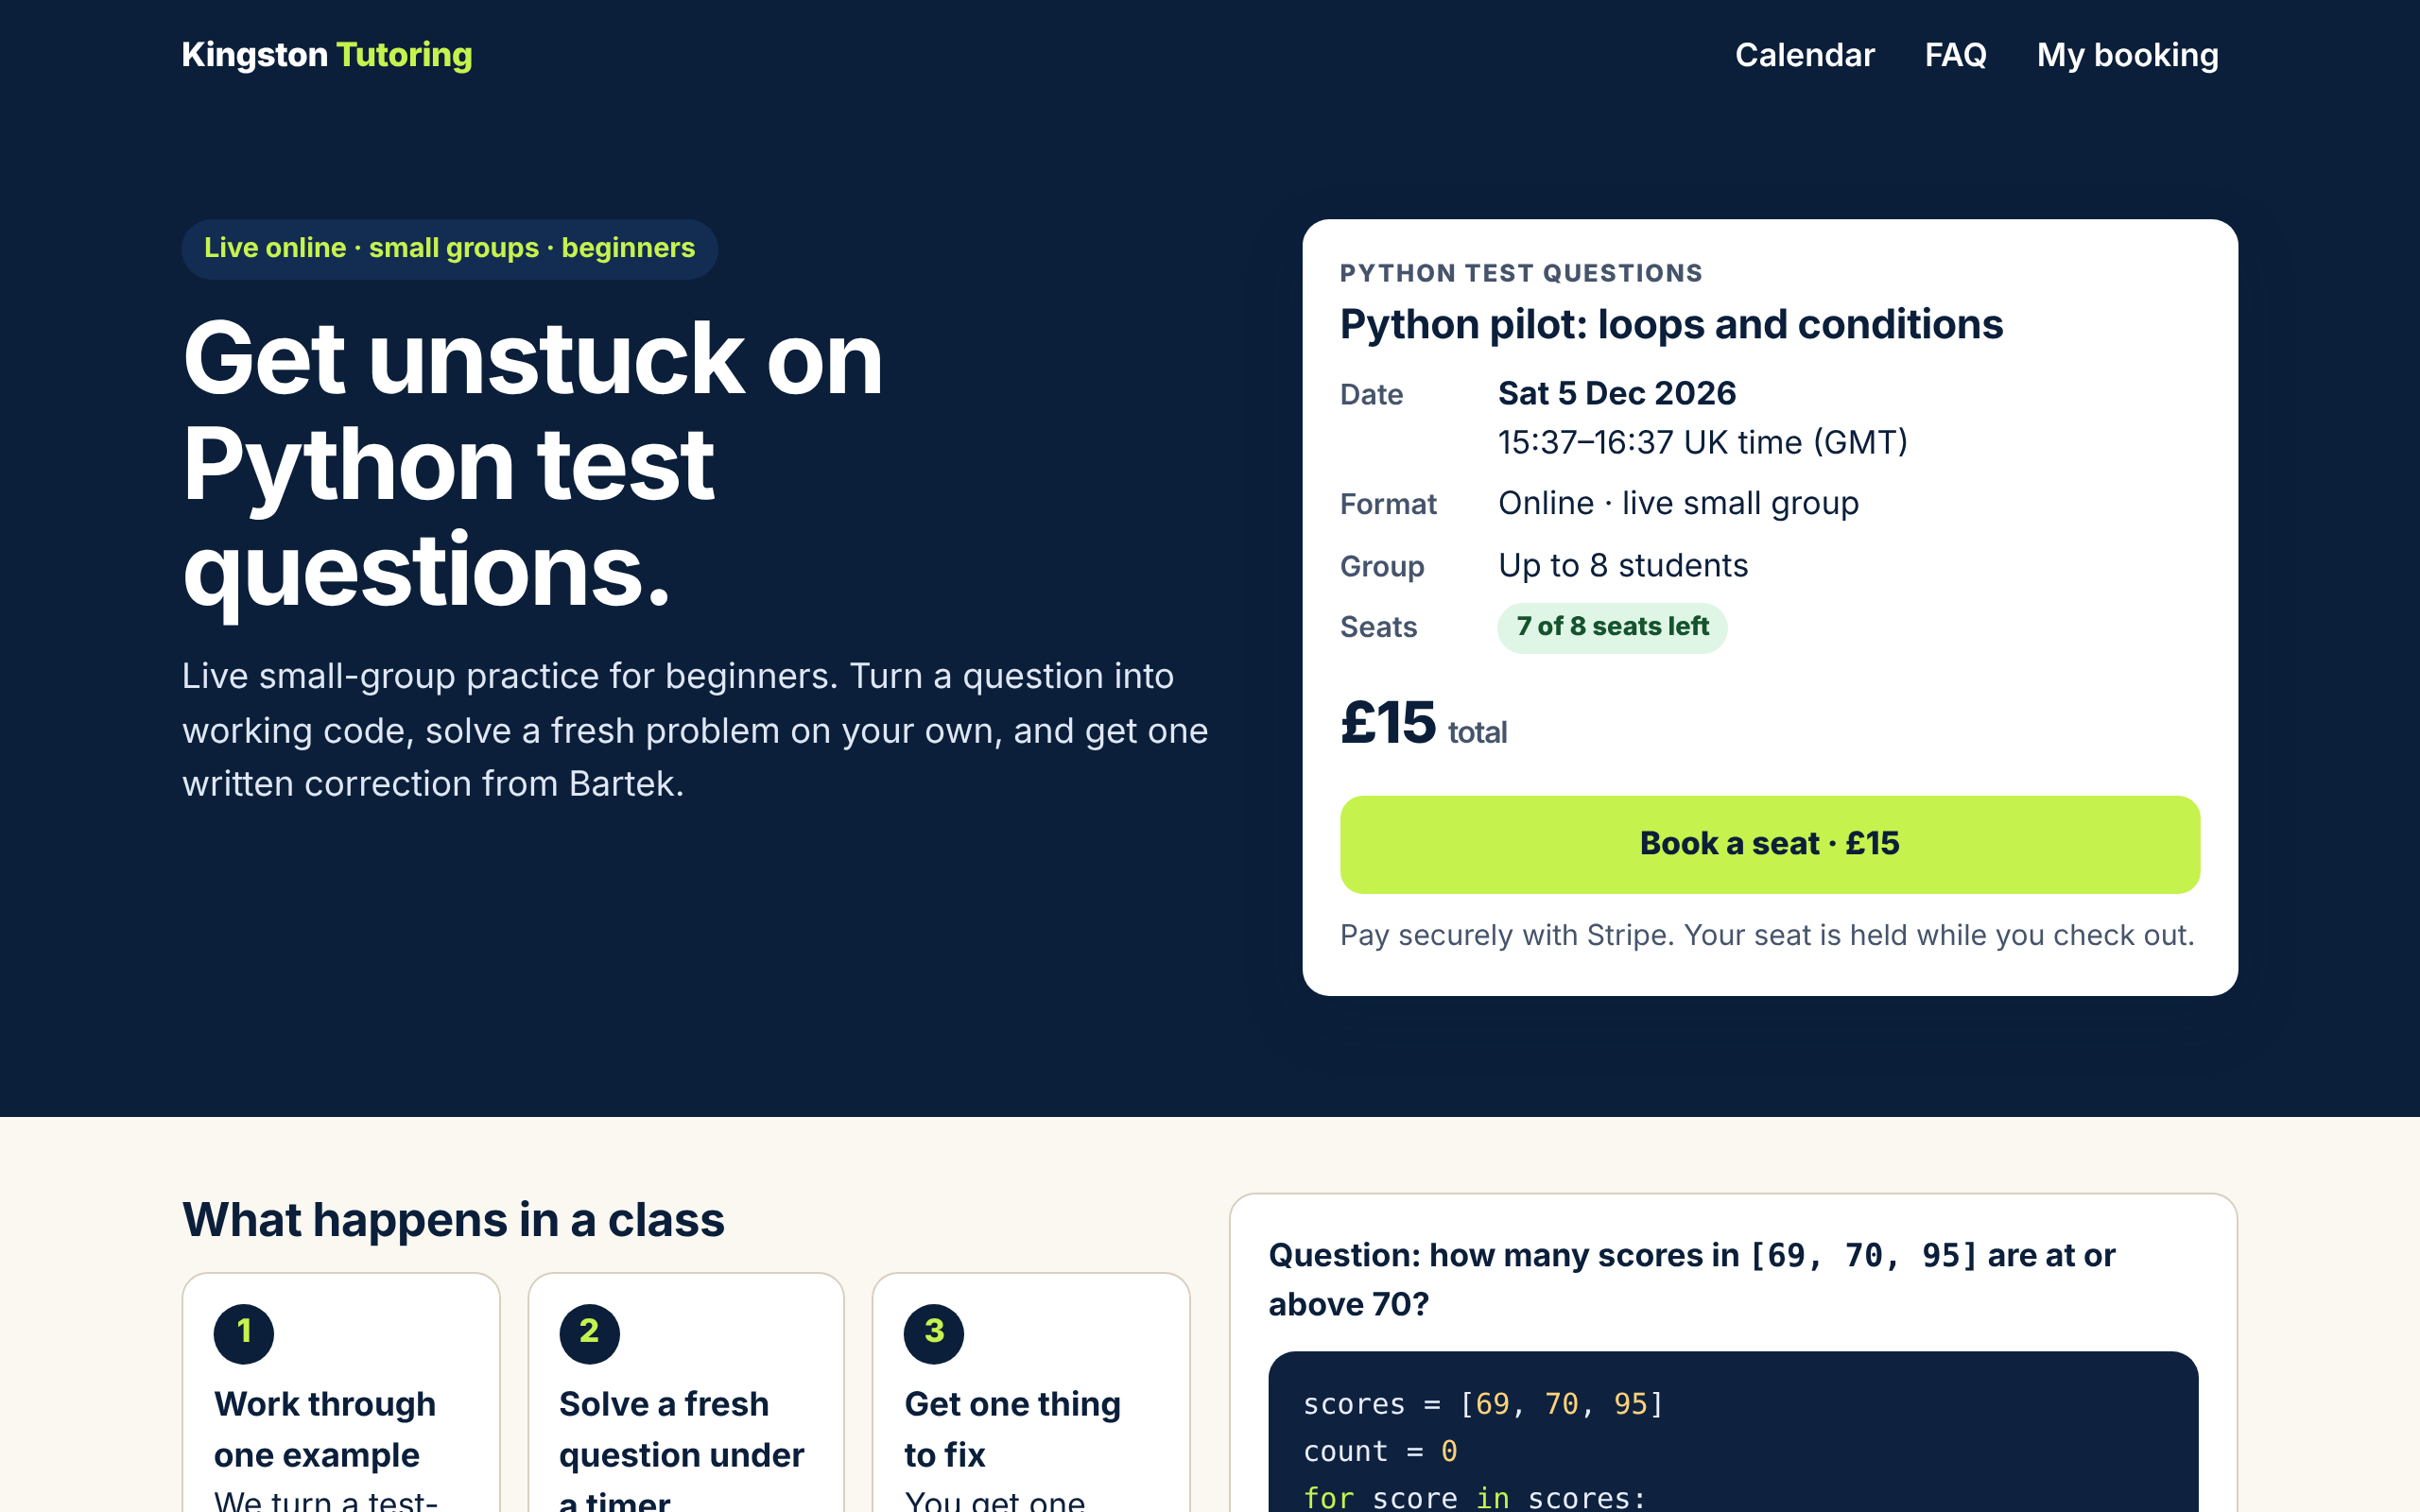 Kingston Tutoring
Calendar FAQ My booking
Live online · small groups · beginners
Get unstuck on
Python test
questions.
Live small-group practice for beginners. Turn a question into
working code, solve a fresh problem on your own, and get one
written correction from Bartek.
PYTHON TEST QUESTIONS
Python pilot: loops and conditions
Date Sat 5 Dec 2026
15:37–16:37 UK time (GMT)
Format Online · live small group
Group Up to 8 students
Seats 7 of 8 seats left
£15 total
Book a seat · £15
Pay securely with Stripe. Your seat is held while you check out.
What happens in a class
1
Work through
one example
We turn a test-
2
Solve a fresh
question under
a timer
3
Get one thing
to fix
You get one
Question: how many scores in [69, 70, 95] are at or
above 70?
scores = [69, 70, 95]
count = 0
for score in scores: